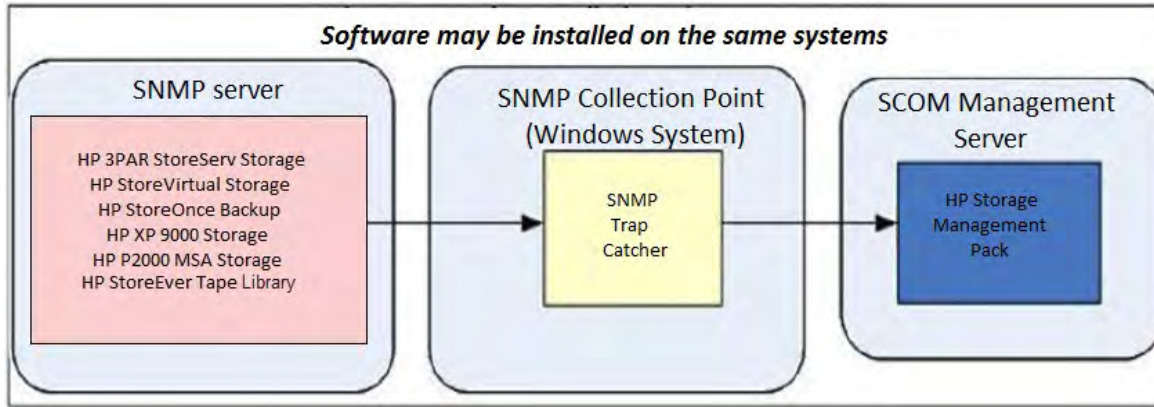 Software may be installed on the same systems
SNMP server
HP 3PAR StoreServ Storage
HP StoreVirtual Storage
HP StoreOnce Backup
HP XP 9000 Storage
HP P2000 MSA Storage
HP StoreEver Tape Library
SNMP Collection Point
(Windows System)
SNMP
Trap
Catcher
SCOM Management
Server
HP Storage
Management
Pack